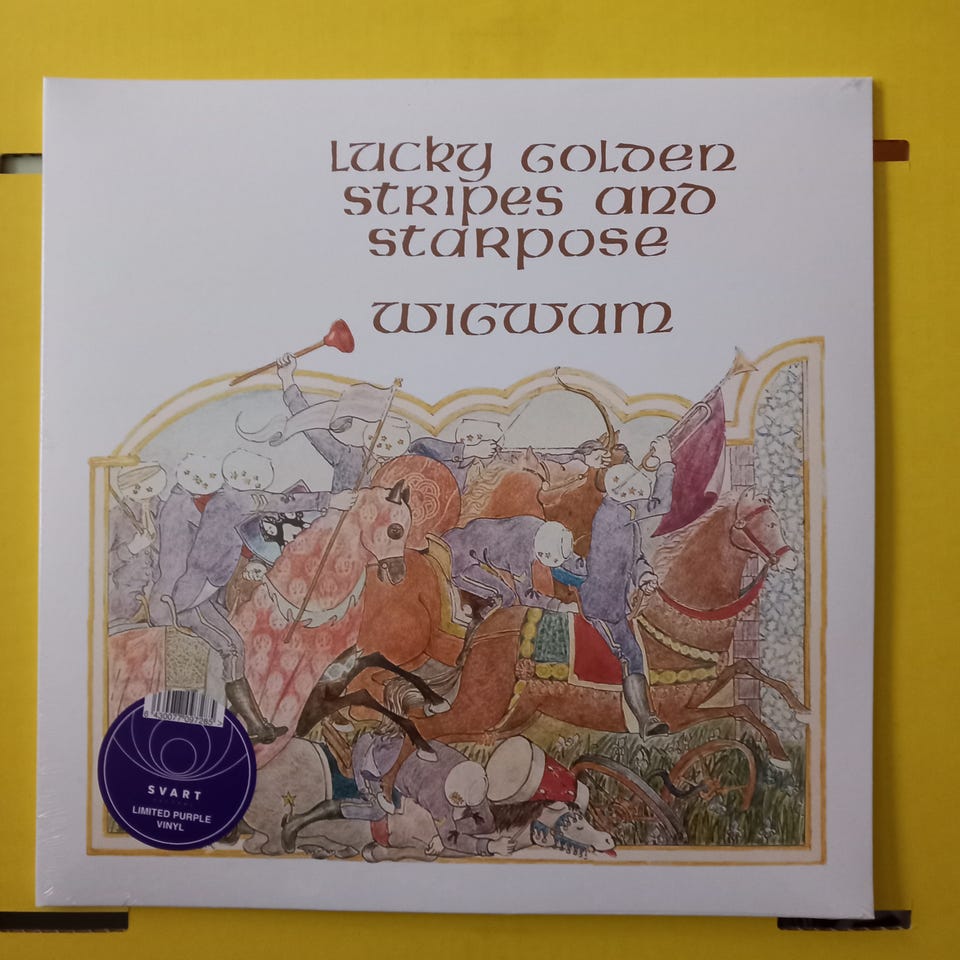 LUCKY GOLDEN
STRIPES AND
STARPOSE
WIGWAM
SVART
LIMITED PURPLE
VINYL